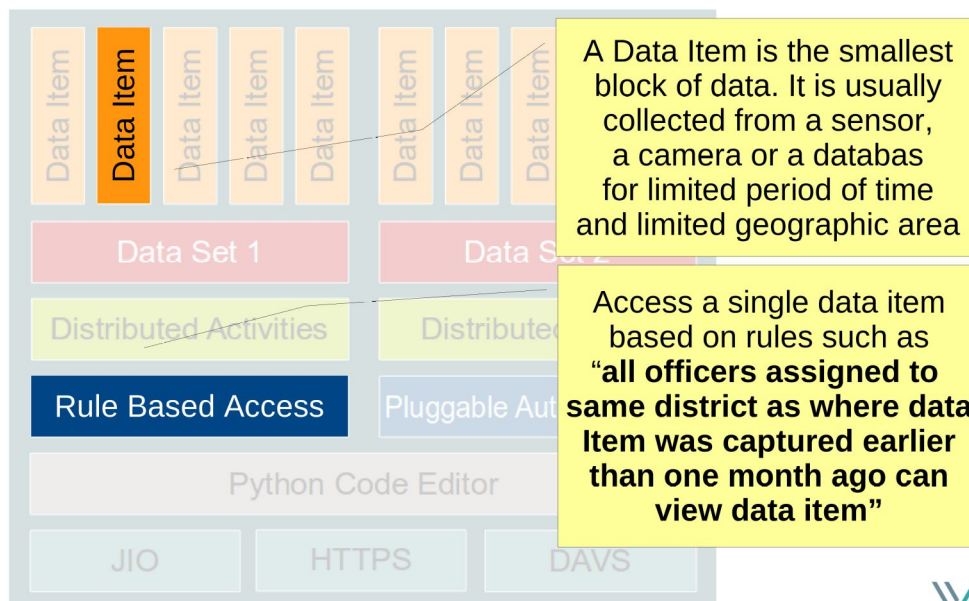 Data Item
Data Item
Data Item
Data Item
Data Item
Data Item
Data Item
Data Item
A Data Item is the smallest
block of data. It is usually
collected from a sensor,
a camera or a databas
for limited period of time
and limited geographic area
Data Set 1
Data Set 2
Distributed Activities
Distributed
Access a single data item
based on rules such as
“all officers assigned to
same district as where data
Item was captured earlier
than one month ago can
view data item”
Rule Based Access
Pluggable Aut
Python Code Editor
JIO
HTTPS
DAVS